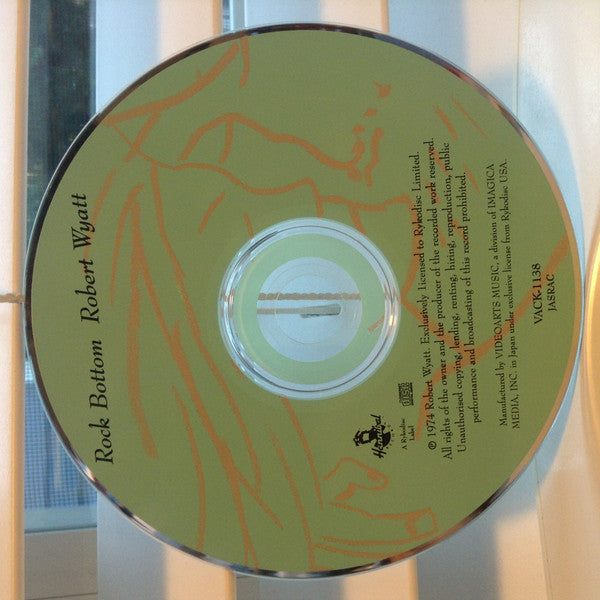 Rock Bottom Robert Wyatt
Hannibal
A Rykodisc
Label
℗ 1974 Robert Wyatt. Exclusively licensed to Rykodisc Limited.
All rights of the owner and the producer of the recorded work reserved.
Unauthorised copying, lending, renting, hiring, reproduction, public
performance and broadcasting of this record prohibited.
Manufactured by VIDEOARTS MUSIC, a division of IMAGICA
MEDIA, INC. in Japan under exclusive license from Rykodisc USA.
VACK-1138
JASRAC